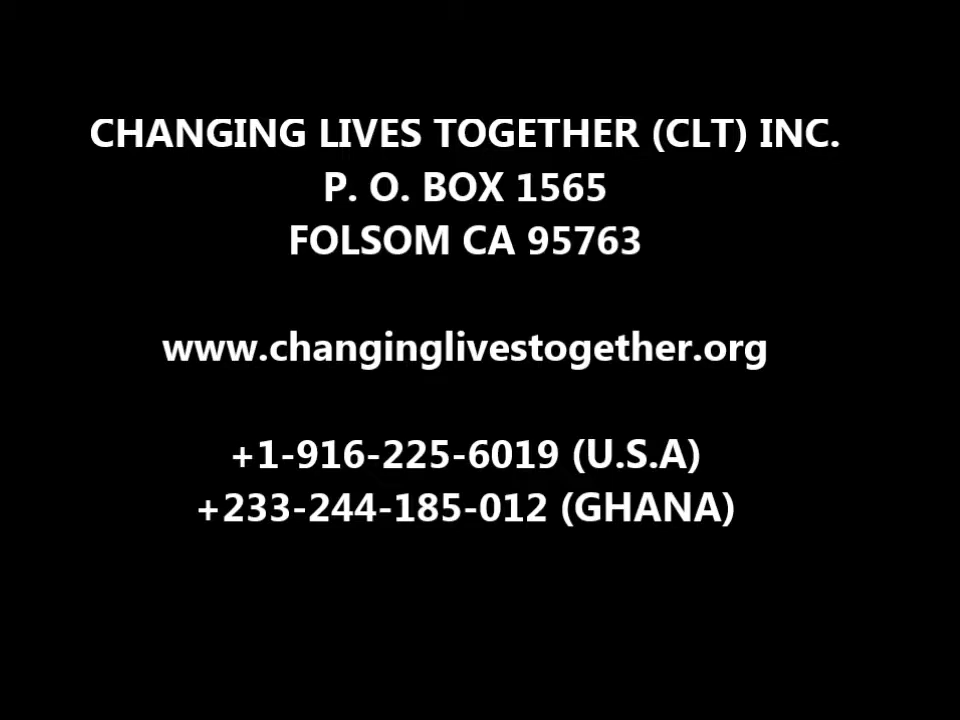 CHANGING LIVES TOGETHER (CLT) INC.
P. O. BOX 1565
FOLSOM CA 95763
www.changinglivestogether.org
+1-916-225-6019 (U.S.A)
+233-244-185-012 (GHANA)